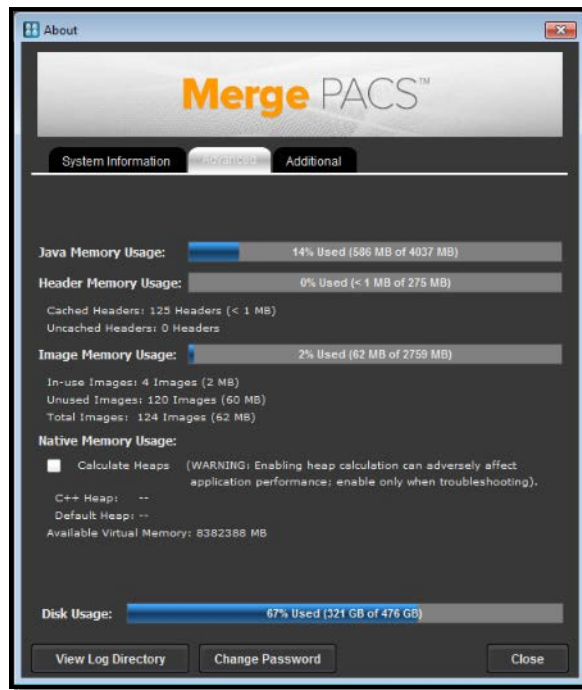 About
Merge PACS™
System Information
Advanced
Additional
Java Memory Usage:
14% Used (586 MB of 4037 MB)
Header Memory Usage:
0% Used (< 1 MB of 275 MB)
Cached Headers: 125 Headers (< 1 MB)
Uncached Headers: 0 Headers
Image Memory Usage:
2% Used (62 MB of 2759 MB)
In-use Images: 4 Images (2 MB)
Unused Images: 120 Images (60 MB)
Total Images: 124 Images (62 MB)
Native Memory Usage:
Calculate Heaps
(WARNING: Enabling heap calculation can adversely affect
application performance; enable only when troubleshooting).
C++ Heap: --
Default Heap: --
Available Virtual Memory: 8382388 MB
Disk Usage:
67% Used (321 GB of 476 GB)
View Log Directory
Change Password
Close